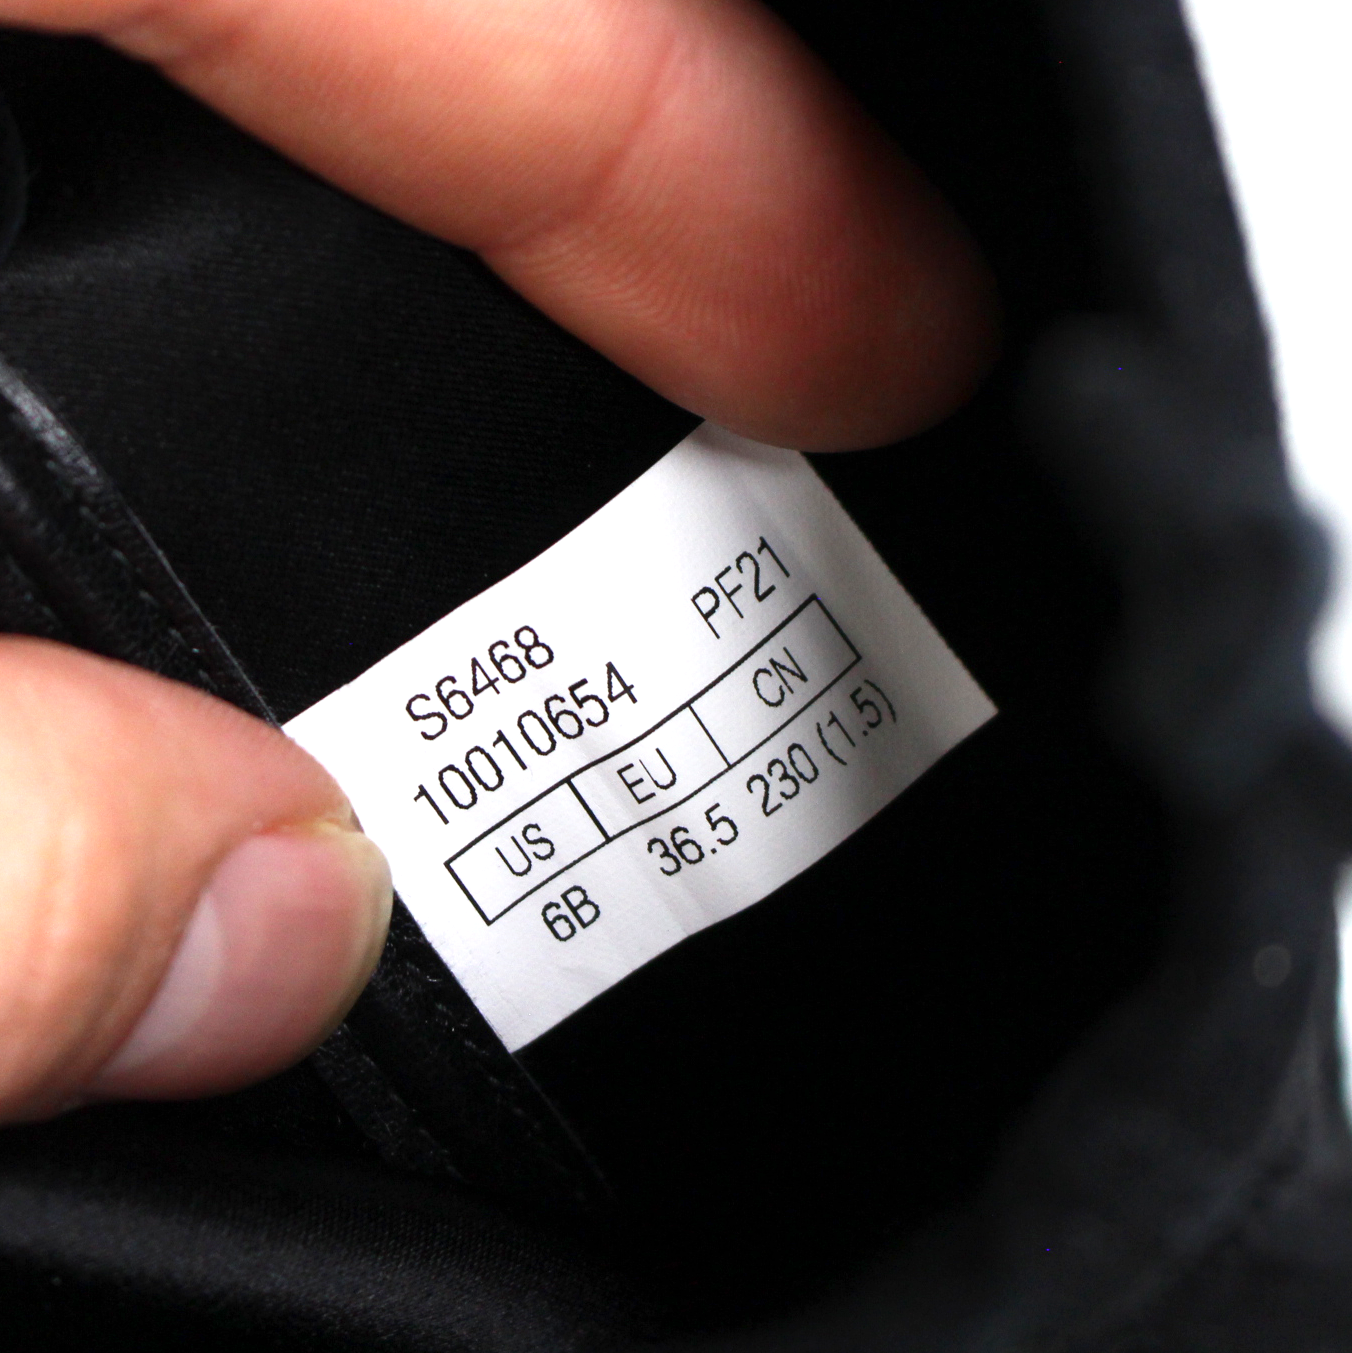 S6468
10010654 PF21
US EU CN
6B 36.5 230 (1.5)